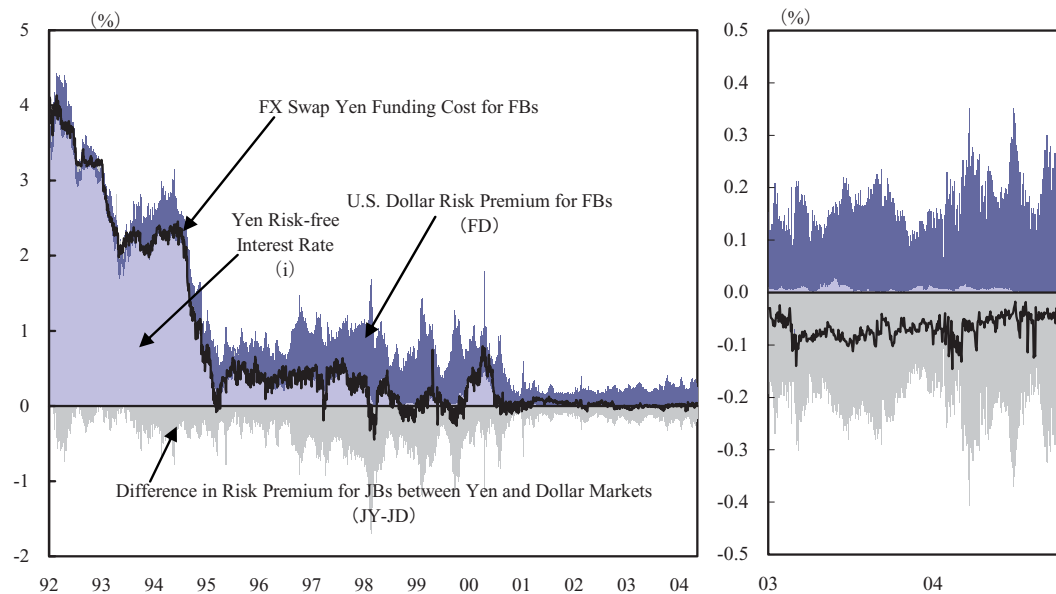 (%)
5
4
3
2
1
0
-1
-2
FX Swap Yen Funding Cost for FBs
U.S. Dollar Risk Premium for FBs
(FD)
Yen Risk-free
Interest Rate
(i)
Difference in Risk Premium for JBs between Yen and Dollar Markets
(JY-JD)
92 93 94 95 96 97 98 99 00 01 02 03 04
(%)
0.5
0.4
0.3
0.2
0.1
0.0
-0.1
-0.2
-0.3
-0.4
-0.5
03 04